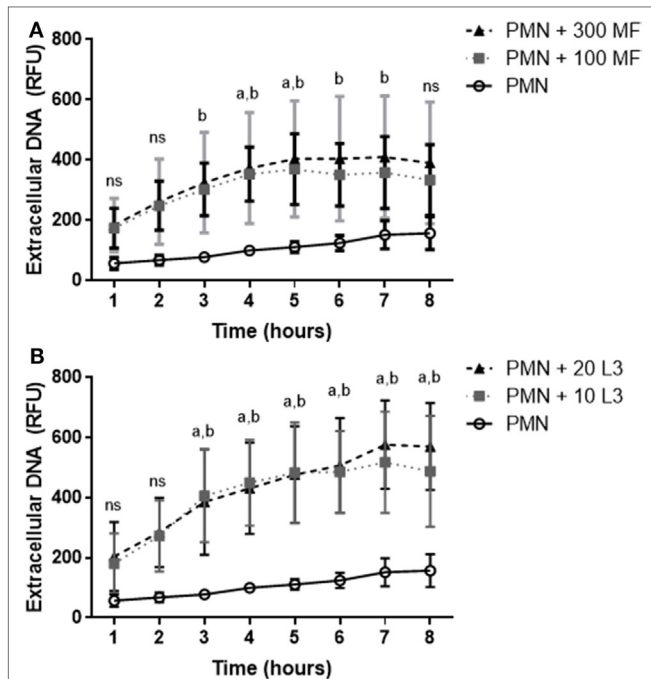 A
Extracellular DNA (RFU)
800
600
400
200
0
ns
ns
b
a,b
a,b
b
b
ns
1 2 3 4 5 6 7 8
Time (hours)
PMN + 300 MF
PMN + 100 MF
PMN
B
Extracellular DNA (RFU)
800
600
400
200
0
ns
ns
a,b
a,b
a,b
a,b
a,b
a,b
1 2 3 4 5 6 7 8
Time (hours)
PMN + 20 L3
PMN + 10 L3
PMN